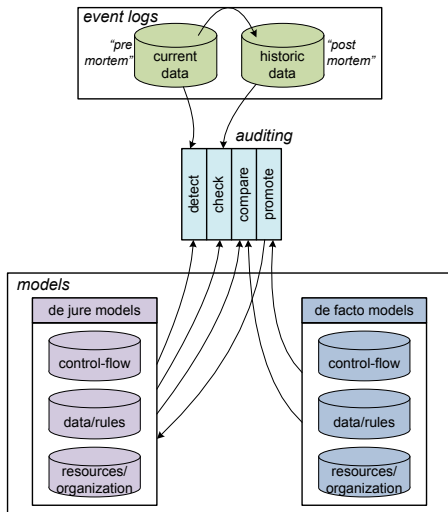 event logs
“pre
mortem”
current
data
historic
data
“post
mortem”
auditing
detect
check
compare
promote
models
de jure models
control-flow
data/rules
resources/
organization
de facto models
control-flow
data/rules
resources/
organization